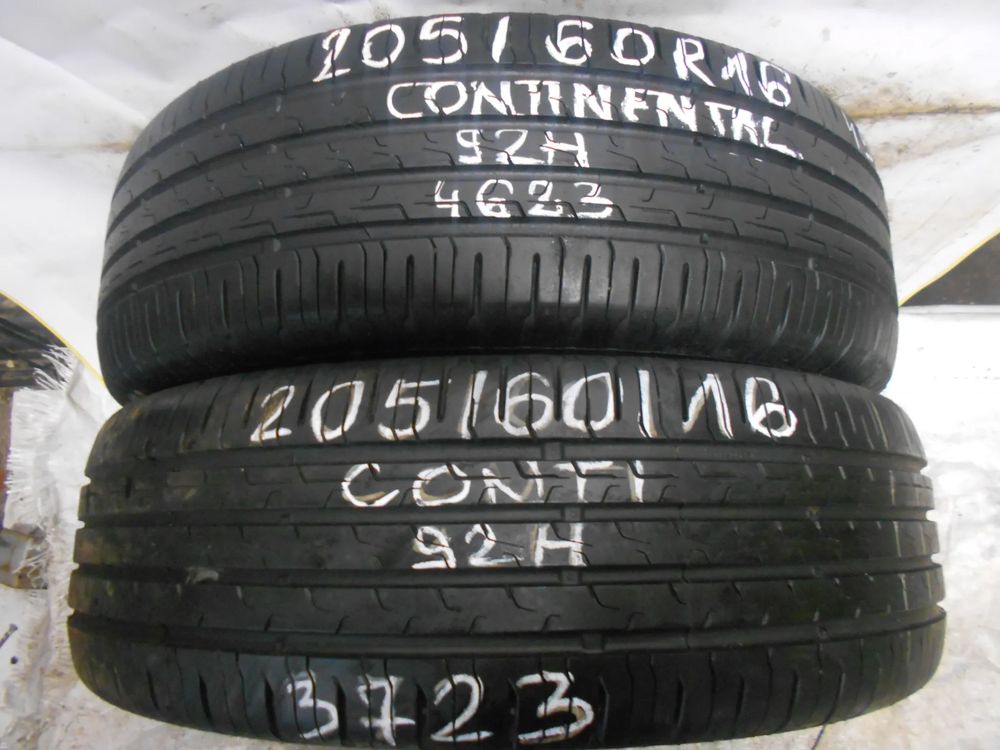 205/60R16
CONTINENTAL
92H
4623
205/60/16
CONTI
92H
3723